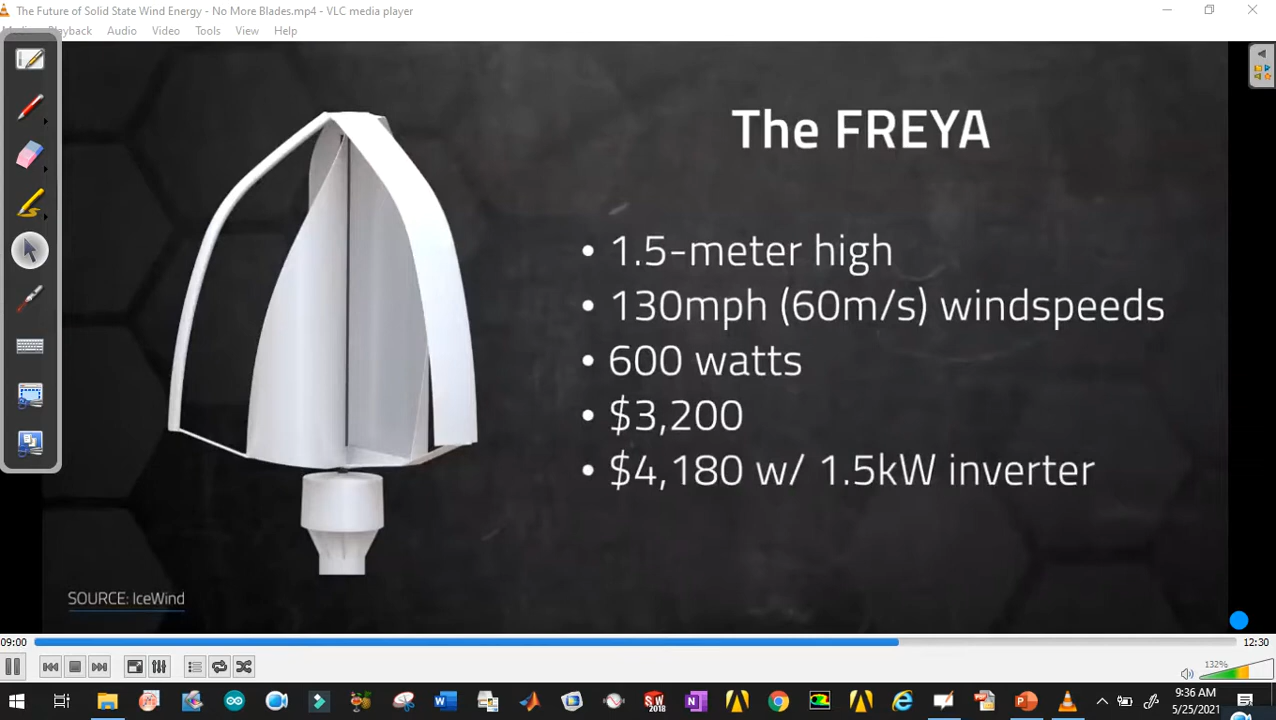 The Future of Solid State Wind Energy - No More Blades.mp4 - VLC media player
Playback Audio Video Tools View Help
The FREYA
• 1.5-meter high
• 130mph (60m/s) windspeeds
• 600 watts
• $3,200
• $4,180 w/ 1.5kW inverter
SOURCE: IceWind
09:00
12:30
132%
SW
2018
9:36 AM
5/25/2021